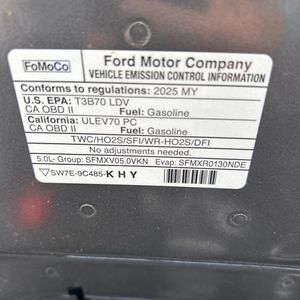 FoMoCo
Ford Motor Company
VEHICLE EMISSION CONTROL INFORMATION
Conforms to regulations: 2025 MY
U.S. EPA: T3B70 LDV
CA OBD II Fuel: Gasoline
California: ULEV70 PC
CA OBD II Fuel: Gasoline
TWC/HO2S/SFI/WR-HO2S/DFI
No adjustments needed.
5.0L- Group: SFMXV05.0VKN Evap: SFMXR0130NDE
SW7E-9C485-KHY